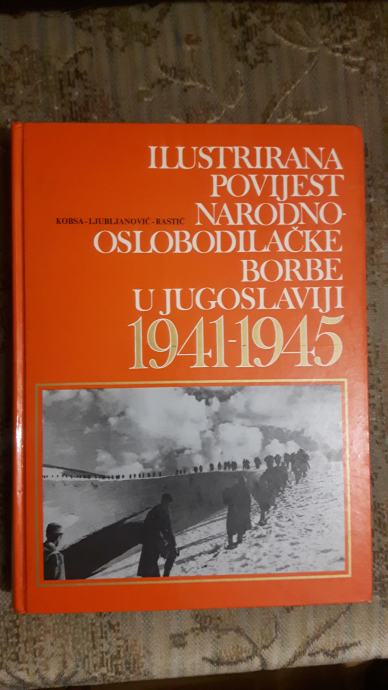 ILUSTRIRANA
POVIJEST
KOBSA-LJUBLJANOVIĆ-RASTIĆ
NARODNO-
OSLOBODILAČKE
BORBE
U JUGOSLAVIJI
1941-1945